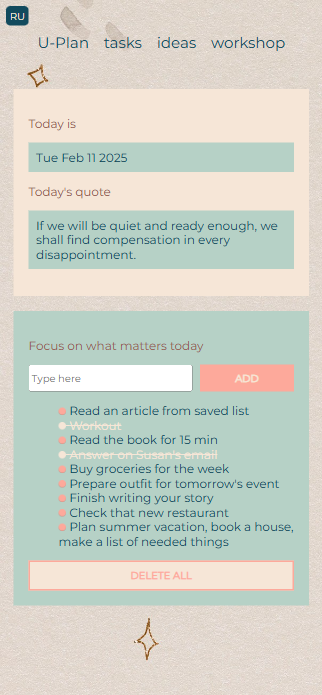 RU
U-Plan tasks ideas workshop
Today is
Tue Feb 11 2025
Today's quote
If we will be quiet and ready enough, we
shall find compensation in every
disappointment.
Focus on what matters today
Type here
ADD
Read an article from saved list
Workout
Read the book for 15 min
Answer on Susan's email
Buy groceries for the week
Prepare outfit for tomorrow's event
Finish writing your story
Check that new restaurant
Plan summer vacation, book a house,
make a list of needed things
DELETE ALL